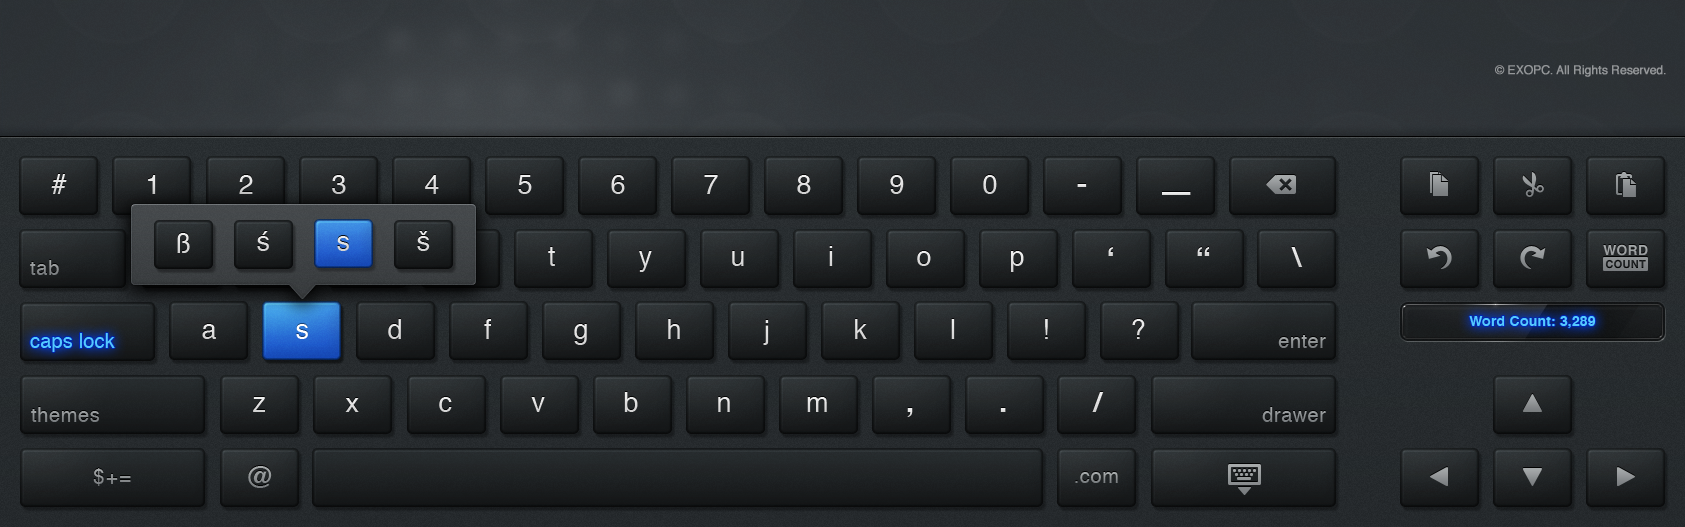 © EXOPC. All Rights Reserved.
# 1 2 3 4 5 6 7 8 9 0 - _
ß ś s š
tab t y u i o p ‘ “ \
WORD
COUNT
caps lock a s d f g h j k l ! ? enter
Word Count: 3,289
themes z x c v b n m , . / drawer
$+= @ .com